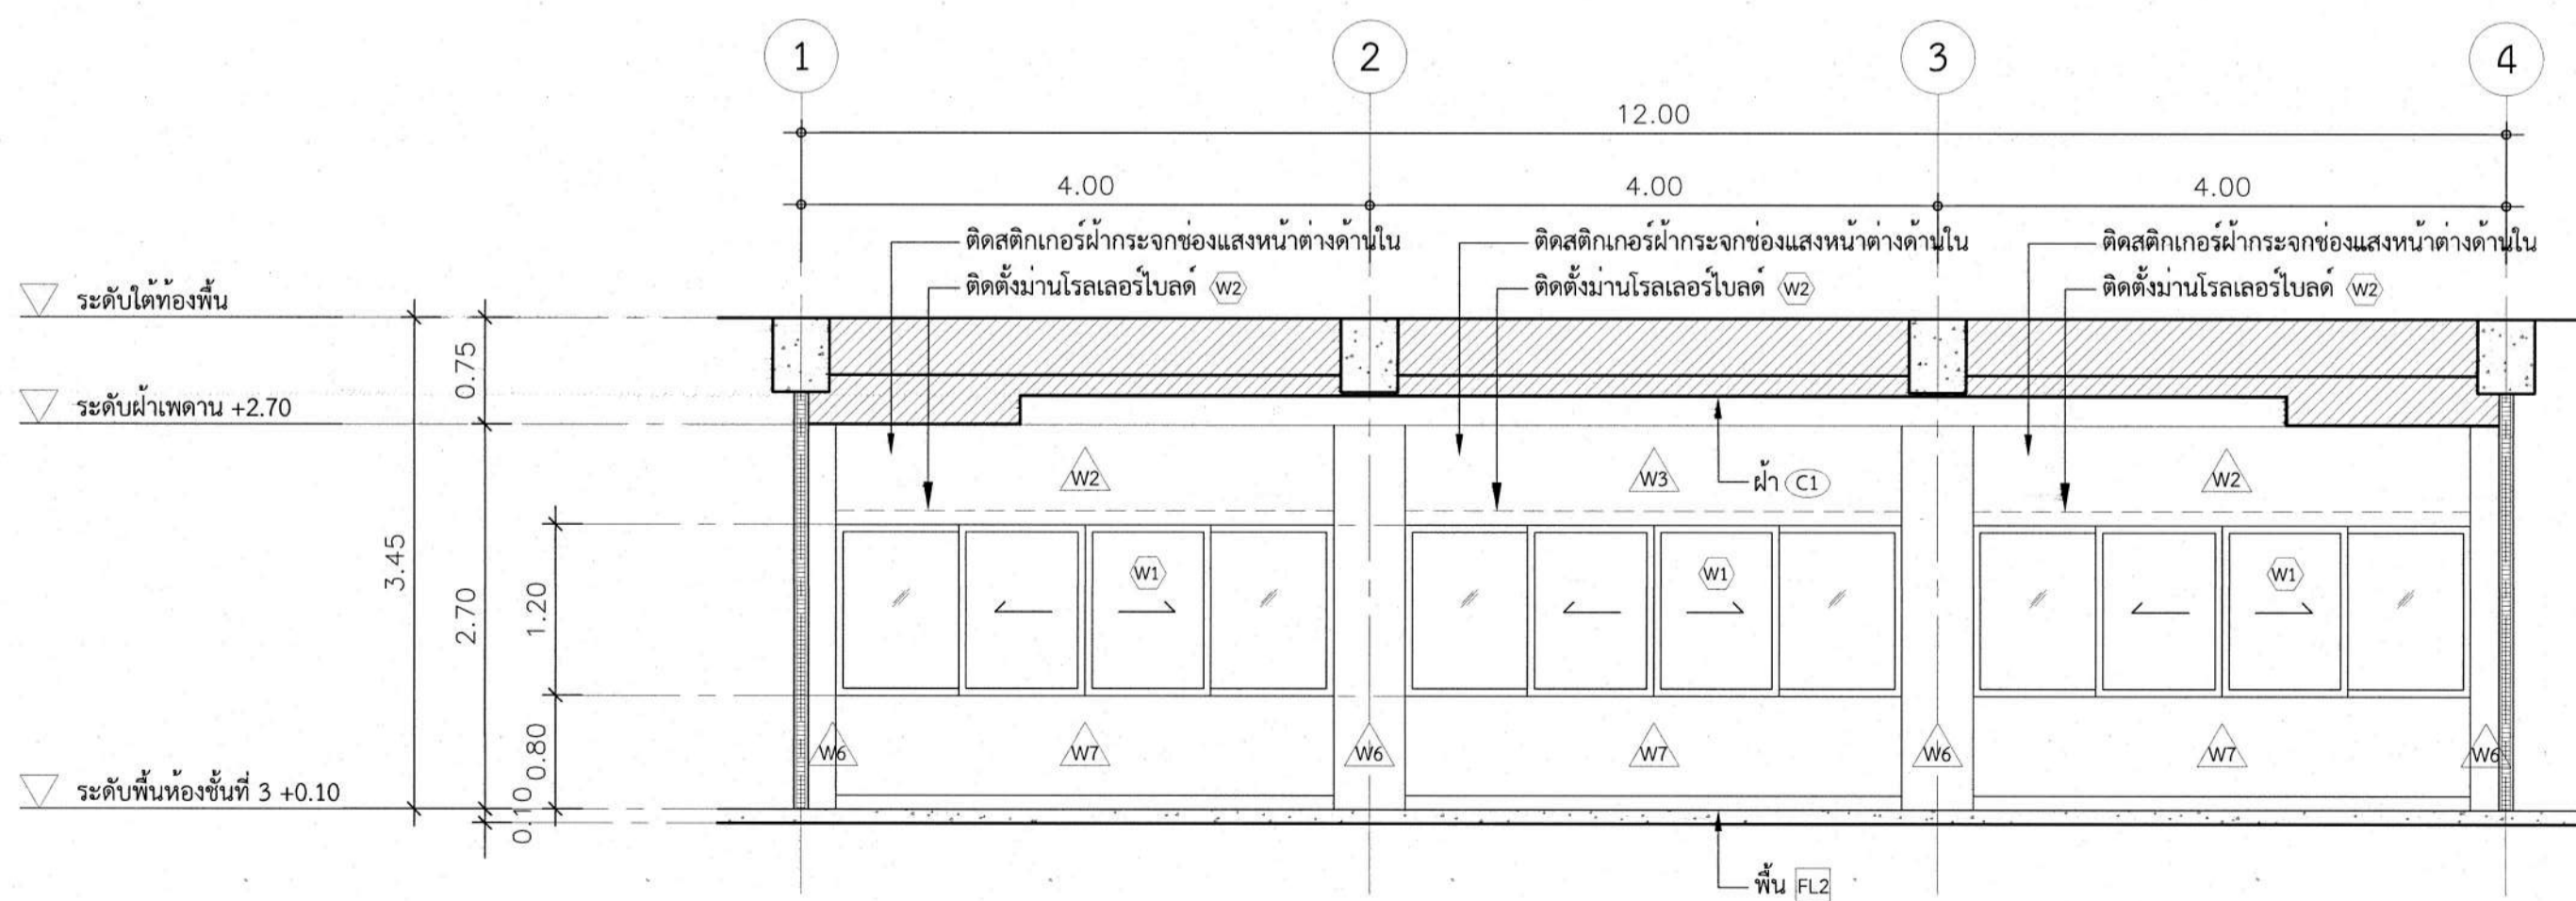 1 2 3 4
12.00
4.00 4.00 4.00
ติดสติกเกอร์ฝ้ากระจกช่องแสงหน้าต่างด้านใน ติดสติกเกอร์ฝ้ากระจกช่องแสงหน้าต่างด้านใน ติดสติกเกอร์ฝ้ากระจกช่องแสงหน้าต่างด้านใน
ติดตั้งม่านโรลเลอร์ไบลด์ W2 ติดตั้งม่านโรลเลอร์ไบลด์ W2 ติดตั้งม่านโรลเลอร์ไบลด์ W2
ระดับใต้ท้องพื้น
0.75
ระดับฝ้าเพดาน +2.70
W2 W3 ฝ้า C1 W2
3.45
2.70
1.20
W1 W1 W1
0.80
W6 W7 W6 W7 W6 W7 W6
ระดับพื้นห้องชั้นที่ 3 +0.10
0.10
พื้น FL2